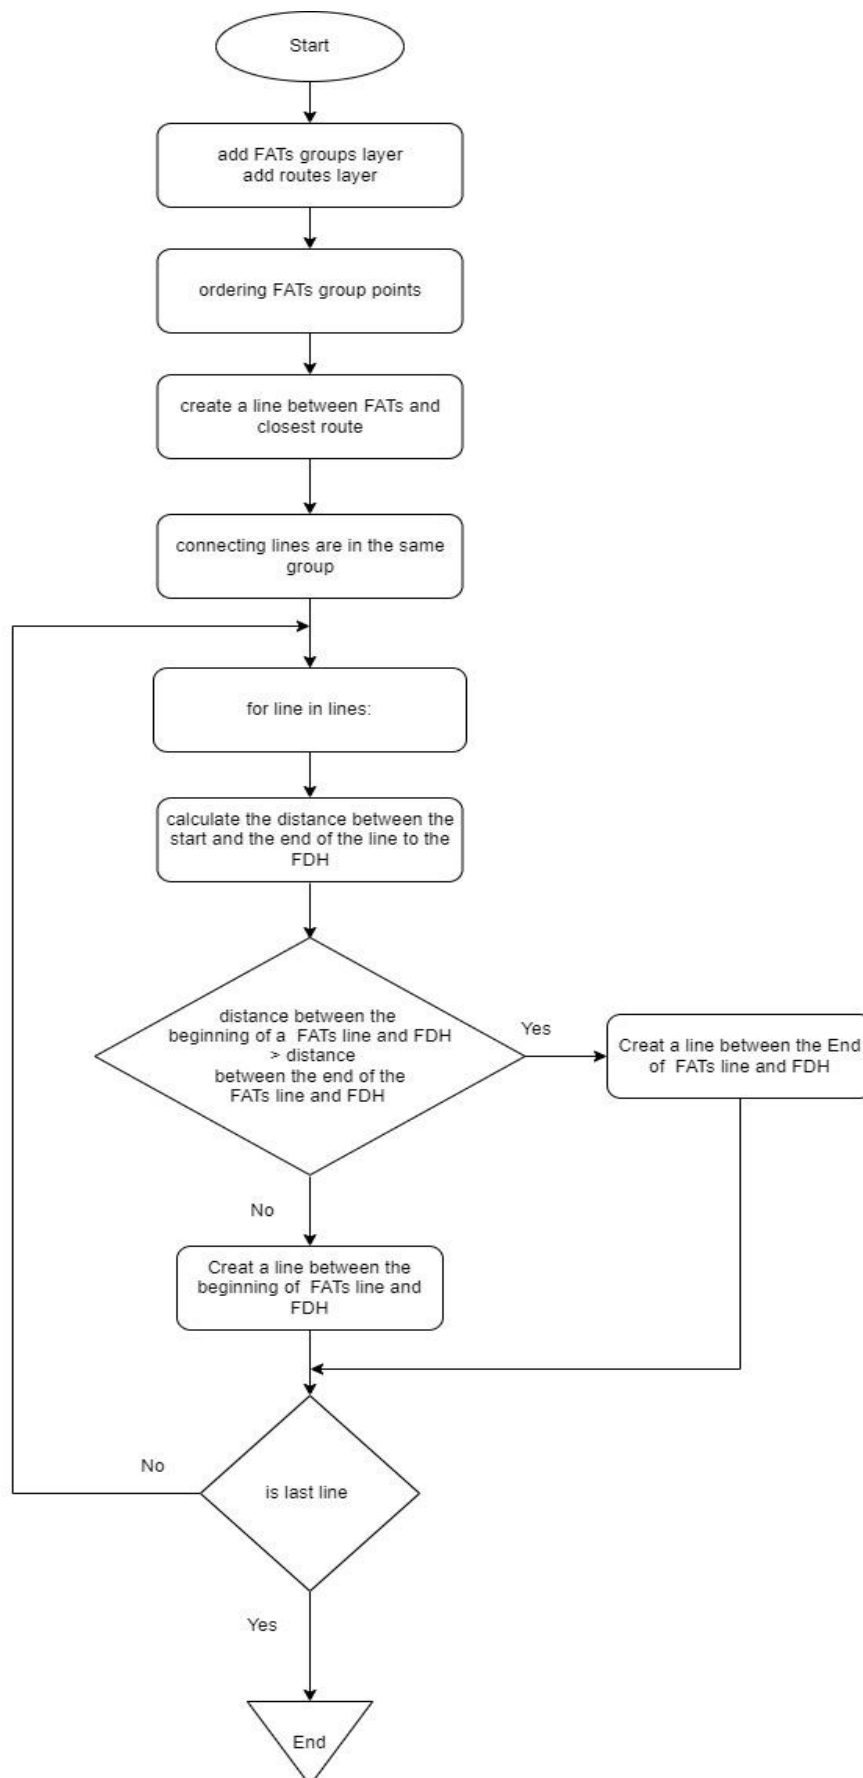 Start
add FATs groups layer
add routes layer
ordering FATs group points
create a line between FATs and
closest route
connecting lines are in the same
group
for line in lines:
calculate the distance between the
start and the end of the line to the
FDH
distance between the
beginning of a FATs line and FDH
> distance
between the end of the
FATs line and FDH
Yes
Creat a line between the End
of FATs line and FDH
No
Creat a line between the
beginning of FATs line and
FDH
No
is last line
Yes
End